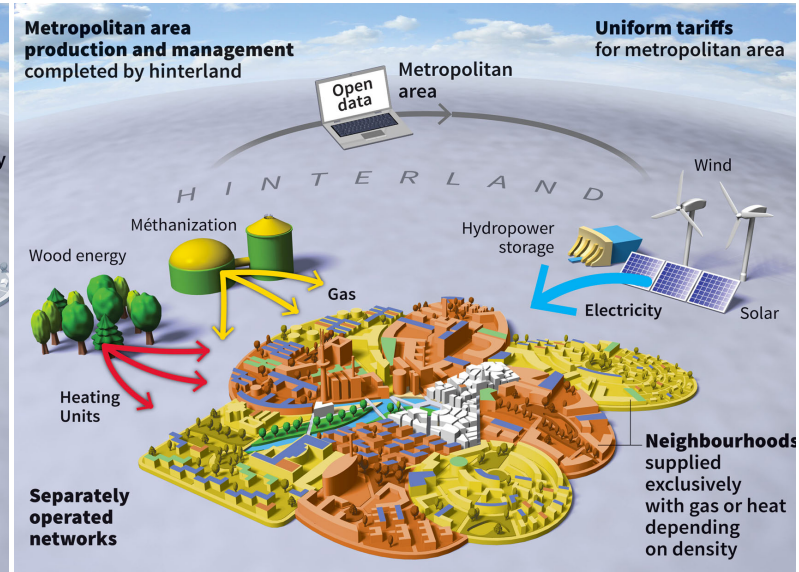 Metropolitan area
production and management
completed by hinterland
Uniform tariffs
for metropolitan area
Open
data
Metropolitan
area
HINTERLAND
Wind
Méthanization
Hydropower
storage
Wood energy
Gas
Electricity
Solar
Heating
Units
Neighbourhoods
supplied
exclusively
with gas or heat
depending
on density
Separately
operated
networks
y